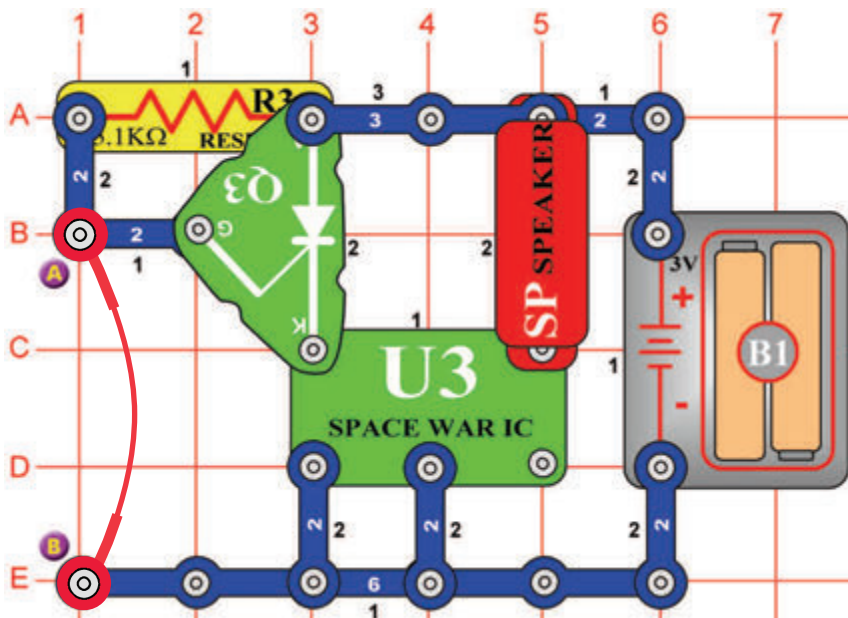 1 2 3 4 5 6 7
1 3 1
A R3 3 2
5.1KΩ RES
2 2 Q3 2 2
B 2 G 2 2 SP SPEAKER 3V
A 1 +
K 1 B1
C U3 1
SPACE WAR IC -
D
2 2 2 2 2 2
B
E 6
1